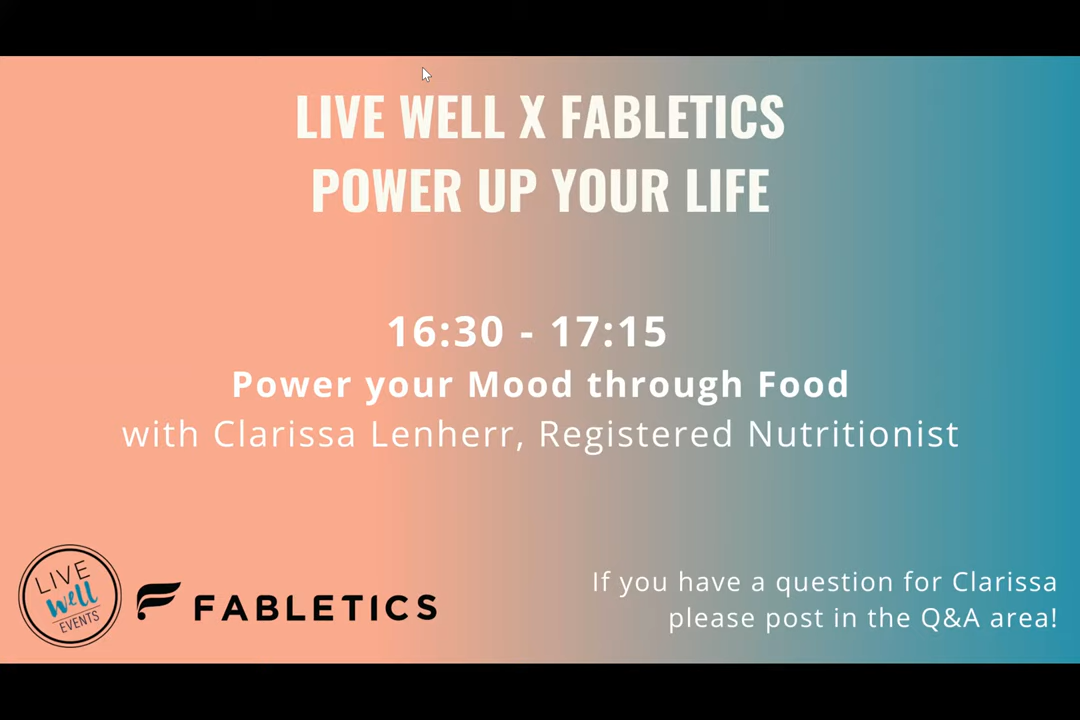 LIVE WELL X FABLETICS
POWER UP YOUR LIFE
16:30 - 17:15
Power your Mood through Food
with Clarissa Lenherr, Registered Nutritionist
LIVE
well
EVENTS
FABLETICS
If you have a question for Clarissa
please post in the Q&A area!